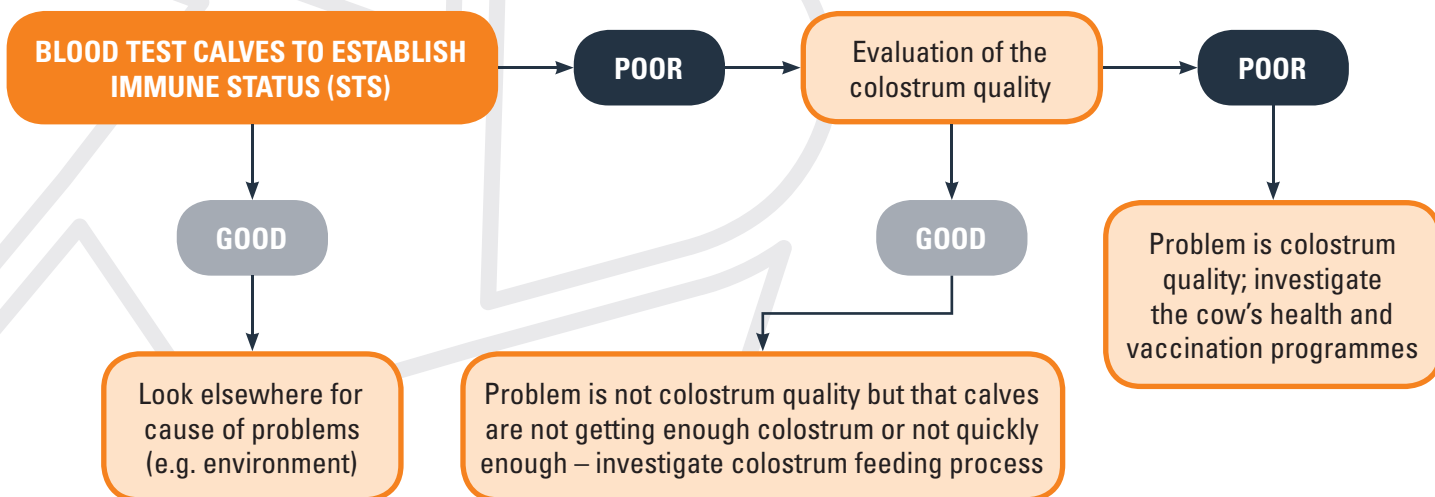 BLOOD TEST CALVES TO ESTABLISH
IMMUNE STATUS (STS)
POOR
Evaluation of the
colostrum quality
POOR
GOOD
GOOD
Problem is colostrum
quality; investigate
the cow’s health and
vaccination programmes
Look elsewhere for
cause of problems
(e.g. environment)
Problem is not colostrum quality but that calves
are not getting enough colostrum or not quickly
enough – investigate colostrum feeding process